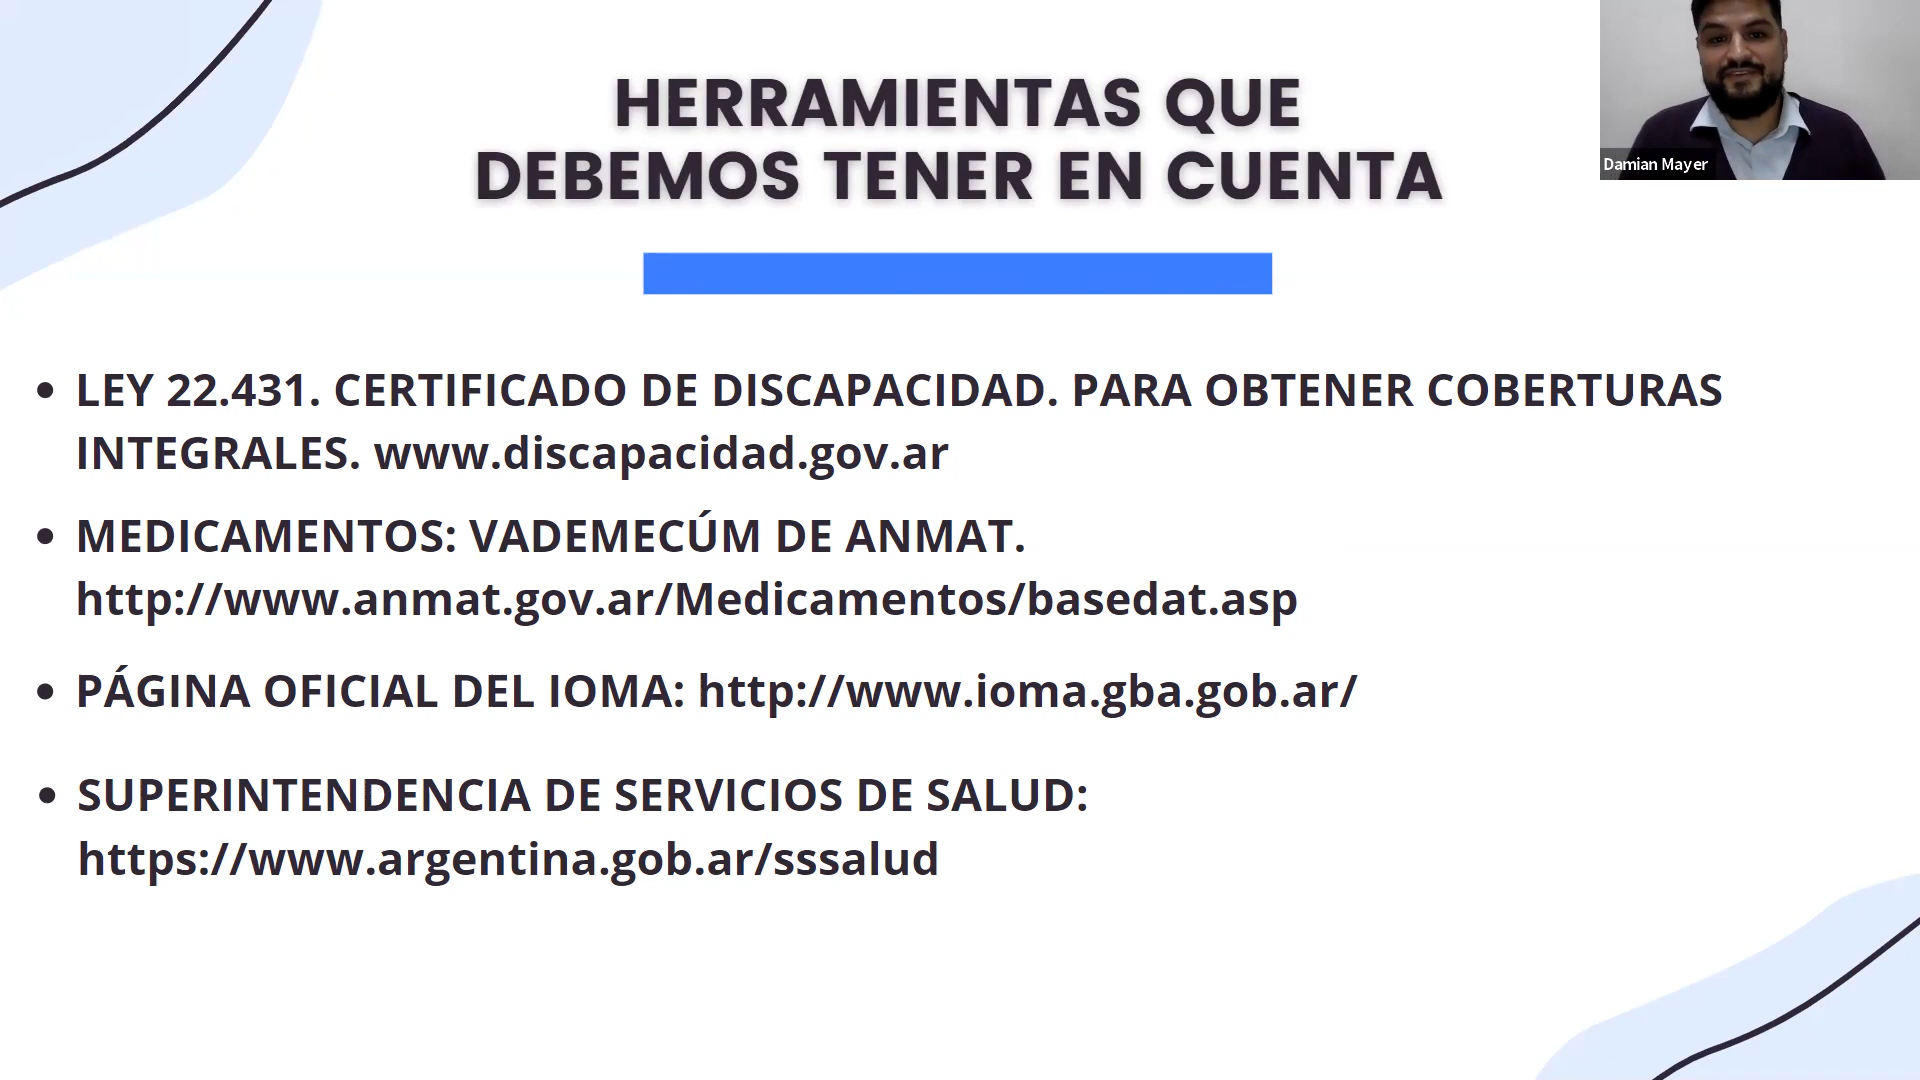 HERRAMIENTAS QUE
DEBEMOS TENER EN CUENTA
Damian Mayer
• LEY 22.431. CERTIFICADO DE DISCAPACIDAD. PARA OBTENER COBERTURAS
INTEGRALES. www.discapacidad.gov.ar
• MEDICAMENTOS: VADEMECÚM DE ANMAT.
http://www.anmat.gov.ar/Medicamentos/basedat.asp
• PÁGINA OFICIAL DEL IOMA: http://www.ioma.gba.gob.ar/
• SUPERINTENDENCIA DE SERVICIOS DE SALUD:
https://www.argentina.gob.ar/sssalud